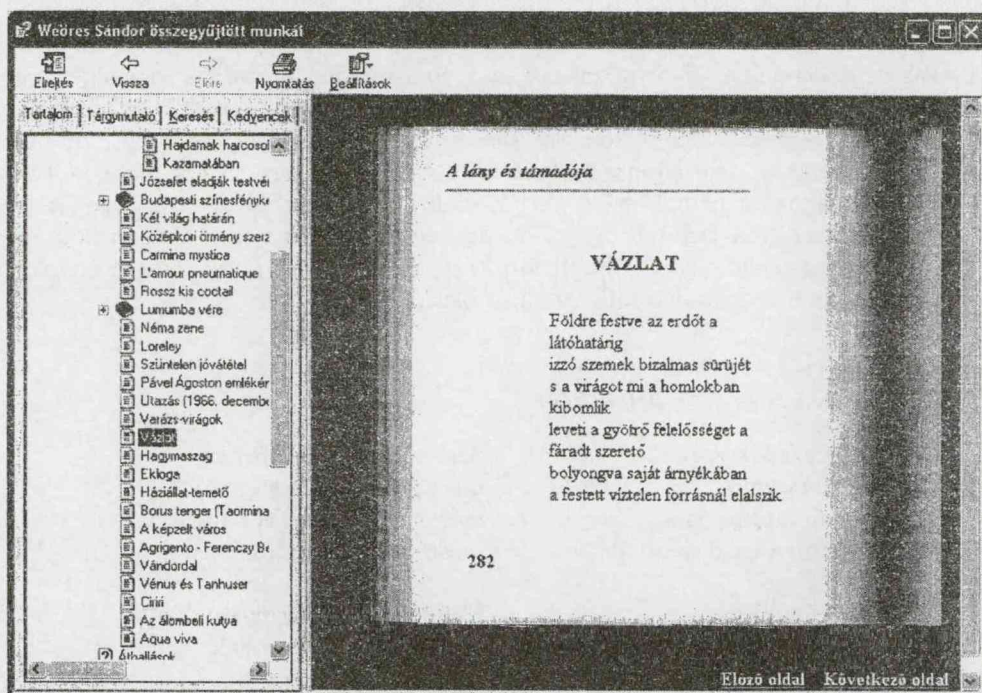 Weöres Sándor összegyűjtött munkái
Elrejtés Vissza Előre Nyomtatás Beállítások
Tartalom Tárgymutató Keresés Kedvencek
Hajdamak harcosol
Kazamatában
Józsefet eladják testvér
Budapesti színesfényké
Két világ határán
Középkori örmény szerz
Carmina mystica
L'amour pneumatique
Rossz kis coctail
Lumumba vére
Néma zene
Loreley
Szüntelen jóvátétel
Pável Ágoston emlékér
Utazás (1966. decembe
Varázs-virágok
Vázlat
Hagymaszag
Ekloga
Háziállat-temető
Borus tenger (Taormina
A képzelt város
Agrigento - Ferenczy Be
Vándordal
Vénus és Tanhuser
Ciriri
Az álombeli kutya
Aqua viva
Áthallások
A lány és támadója
VÁZLAT
Földre festve az erdőt a
látóhatárig
izzó szemek bizalmas sürüjét
s a virágot mi a homlokban
kibomlik
leveti a gyötrő felelősséget a
fáradt szerető
bolyongva saját árnyékában
a festett víztelen forrásnál elalszik
282
Előző oldal Következő oldal